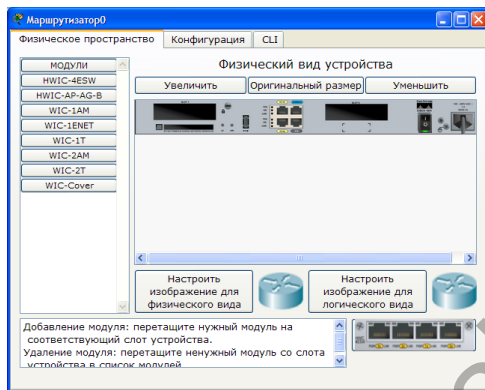 Маршрутизатор0
Физическое пространство
Конфигурация
CLI
МОДУЛИ
HWIC-4ESW
HWIC-AP-AG-B
WIC-1AM
WIC-1ENET
WIC-1T
WIC-2AM
WIC-2T
WIC-Cover
Физический вид устройства
Увеличить
Оригинальный размер
Уменьшить
Настроить
изображение для
физического вида
Настроить
изображение для
логического вида
Добавление модуля: перетащите нужный модуль на
соответствующий слот устройства.
Удаление модуля: перетащите ненужный модуль со слота
устройства в список модулей.